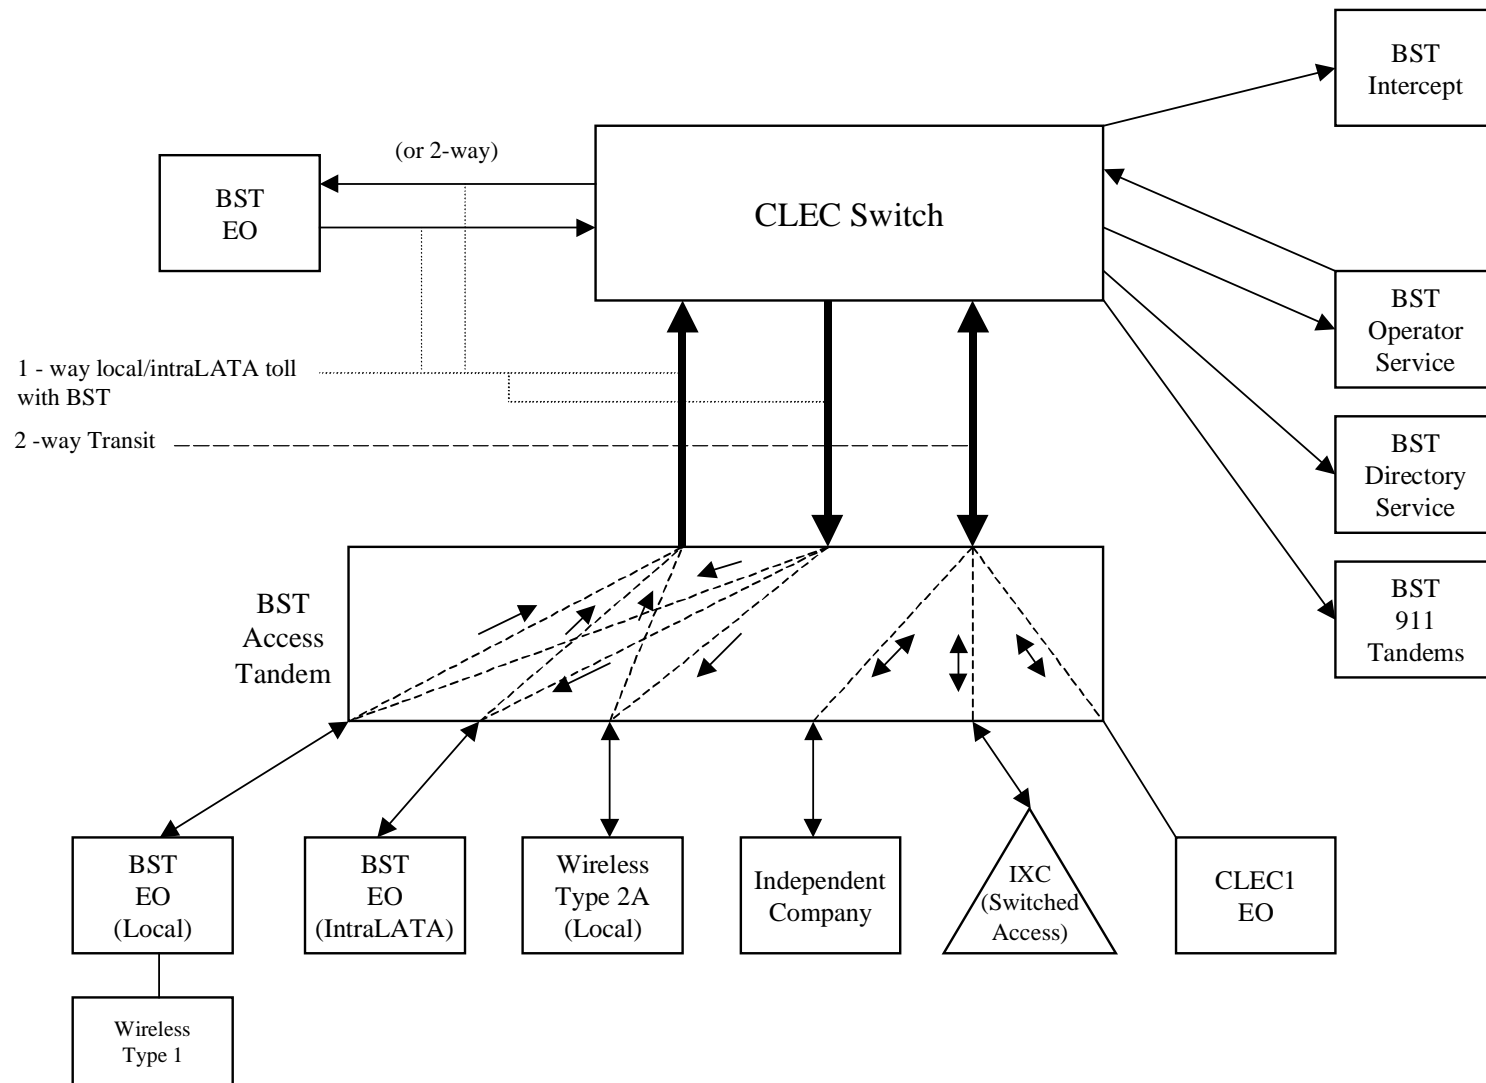 BST
Intercept
(or 2-way)
BST
EO
CLEC Switch
BST
Operator
Service
1 - way local/intraLATA toll
with BST
2 -way Transit
BST
Directory
Service
BST
Access
Tandem
BST
911
Tandems
BST
EO
(Local)
BST
EO
(IntraLATA)
Wireless
Type 2A
(Local)
Independent
Company
IXC
(Switched
Access)
CLEC1
EO
Wireless
Type 1